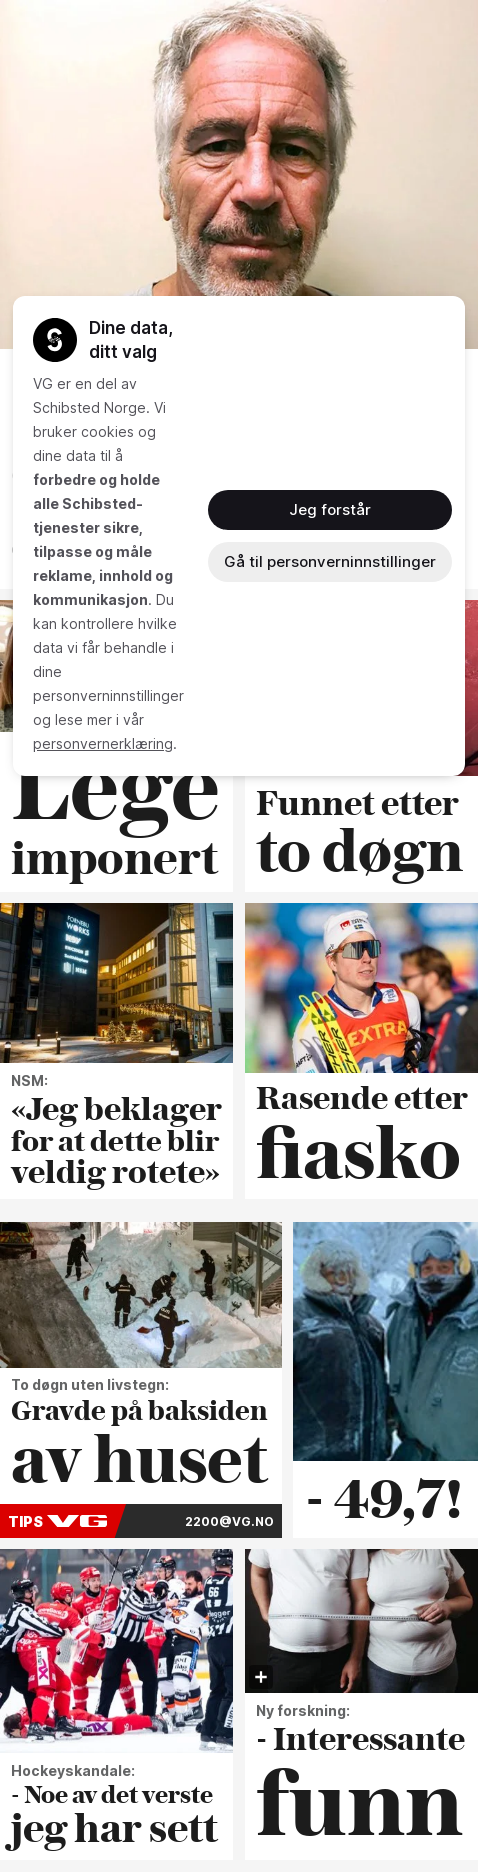 Dine data,
ditt valg
VG er en del av
Schibsted Norge. Vi
bruker cookies og
dine data til å
forbedre og holde
alle Schibsted-
tjenester sikre,
tilpasse og måle
reklame, innhold og
kommunikasjon. Du
kan kontrollere hvilke
data vi får behandle i
dine
personverninnstillinger
og lese mer i vår
personvernerklæring.
Jeg forstår
Gå til personverninnstillinger
Lege
imponert
Funnet etter
to døgn
FORNEBU
WORKS
NSM:
«Jeg beklager
for at dette blir
veldig rotete»
EXTRA
41
Rasende etter
fiasko
To døgn uten livstegn:
Gravde på baksiden
av huset
TIPS VG
2200@VG.NO
- 49,7!
66
Hockeyskandale:
- Noe av det verste
jeg har sett
Ny forskning:
- Interessante
funn